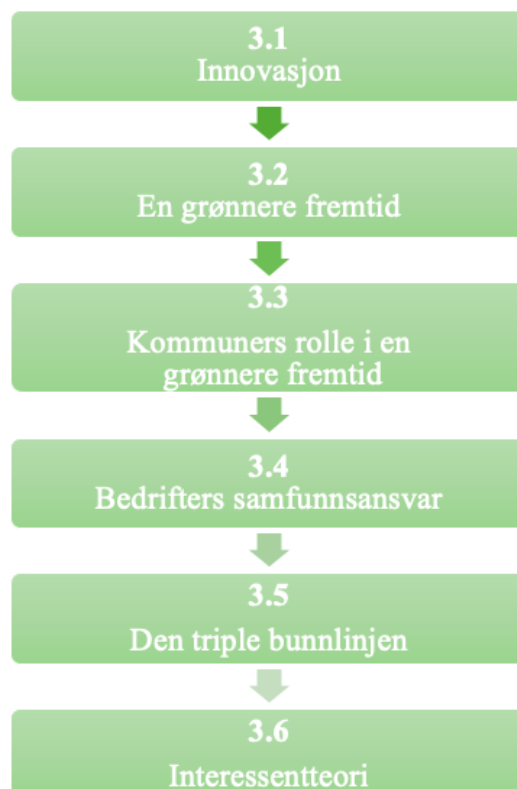 3.1
Innovasjon
3.2
En grønnere fremtid
3.3
Kommuners rolle i en
grønnere fremtid
3.4
Bedrifters samfunnsansvar
3.5
Den triple bunnlinjen
3.6
Interessentteori